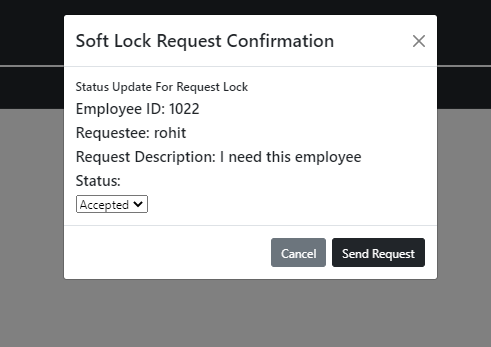 Soft Lock Request Confirmation
Status Update For Request Lock
Employee ID: 1022
Requestee: rohit
Request Description: I need this employee
Status:
Accepted
Cancel Send Request